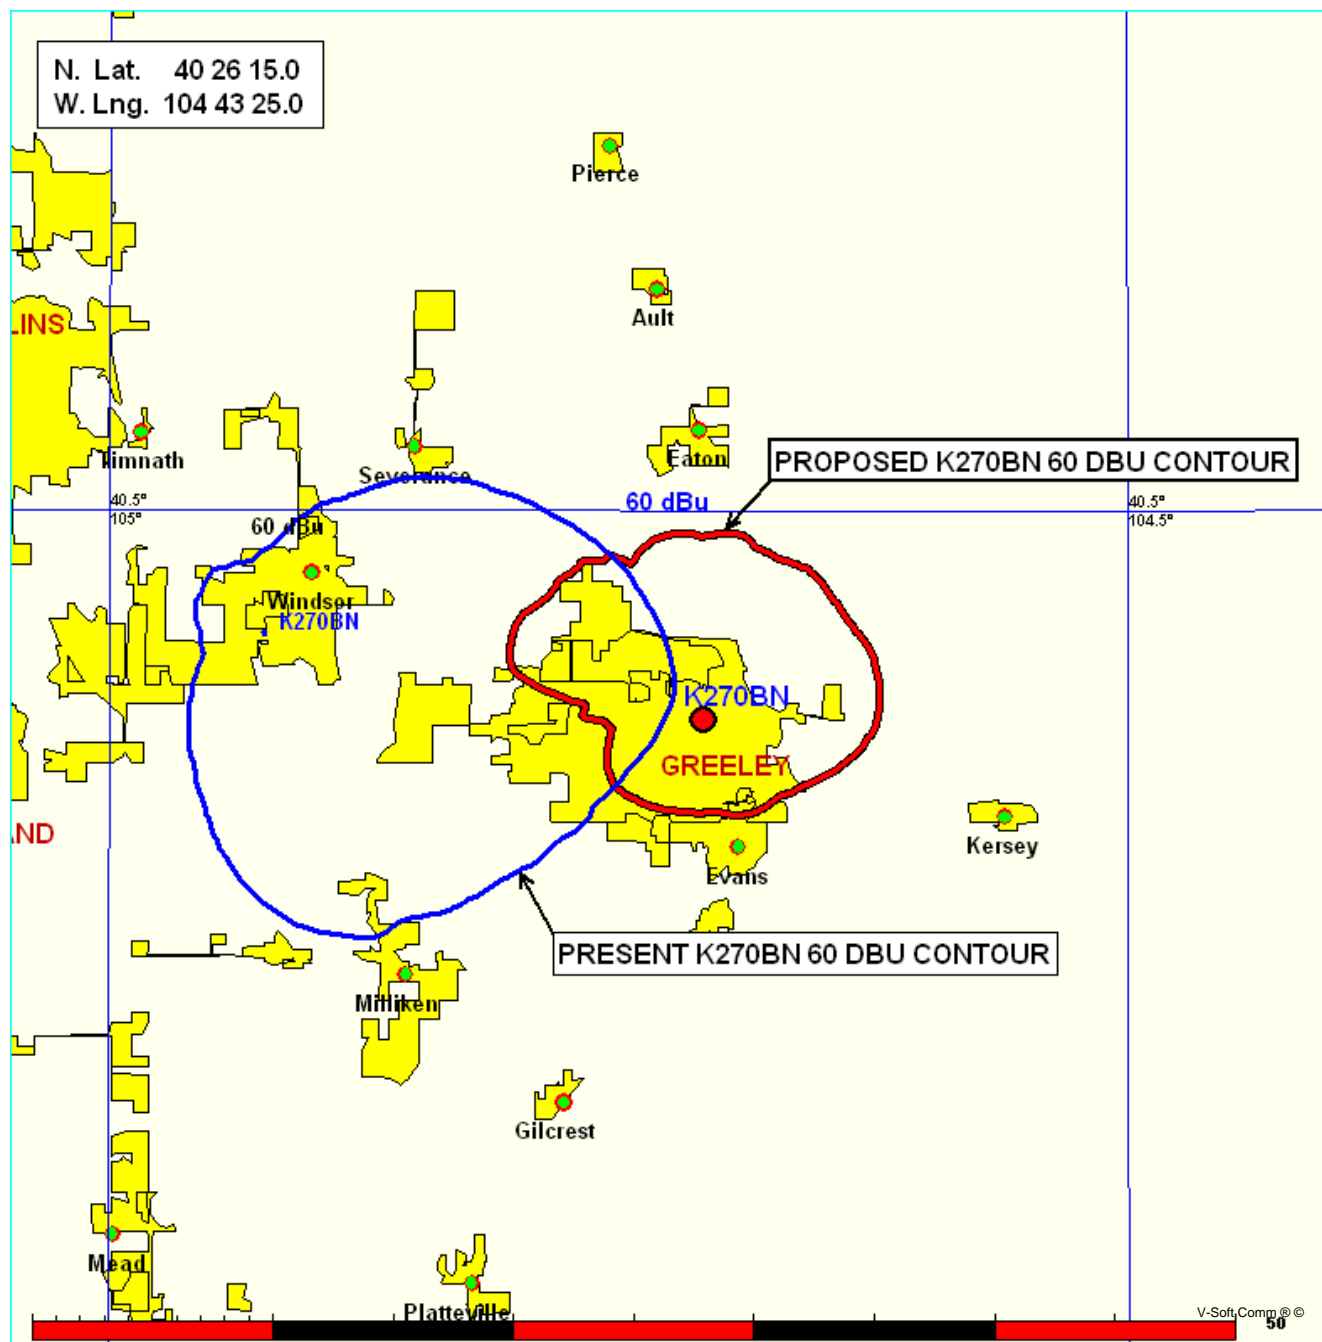 N. Lat. 40 26 15.0
W. Lng. 104 43 25.0
Pierce
Ault
LINS
Timnath
Severance
Eaton
PROPOSED K270BN 60 DBU CONTOUR
40.5°
105°
60 dBu
60 dBu
40.5°
104.5°
Windsor
K270BN
K270BN
GREELEY
AND
Kersey
Evans
PRESENT K270BN 60 DBU CONTOUR
Milliken
Gilcrest
Mead
Platteville
V-Soft Comm ® ©
50